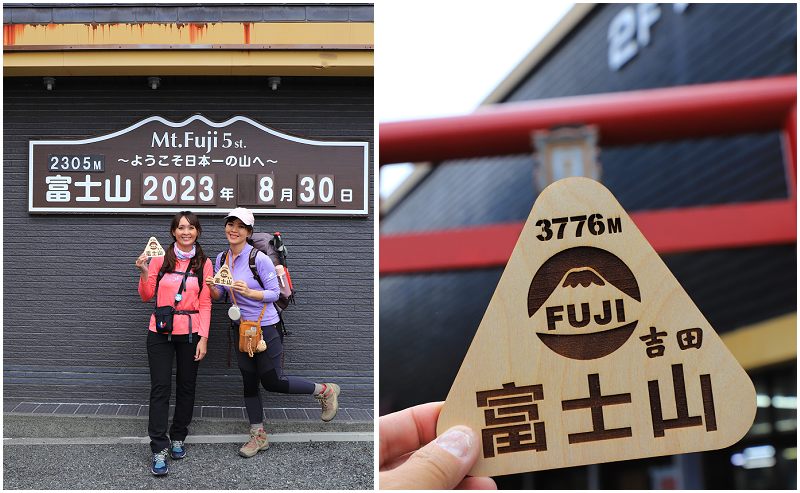 Mt.Fuji 5st.
2305M ～ようこそ日本一の山へ～
富士山 2023年 8月30日
2F
3776M
FUJI
吉田
富士山